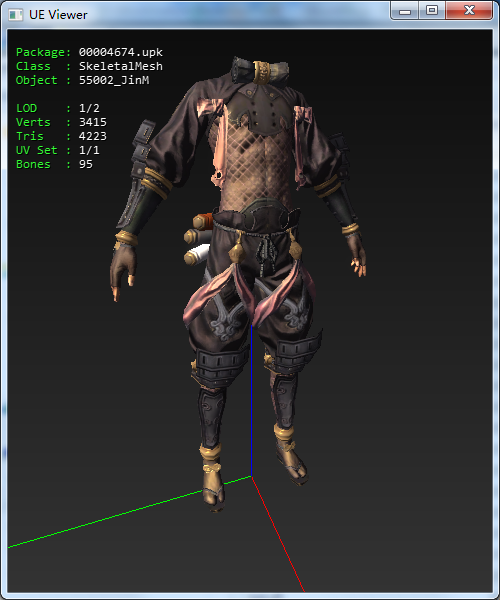 UE Viewer
Package: 00004674.upk
Class : SkeletalMesh
Object : 55002_JinM
LOD : 1/2
Verts : 3415
Tris : 4223
UV Set : 1/1
Bones : 95